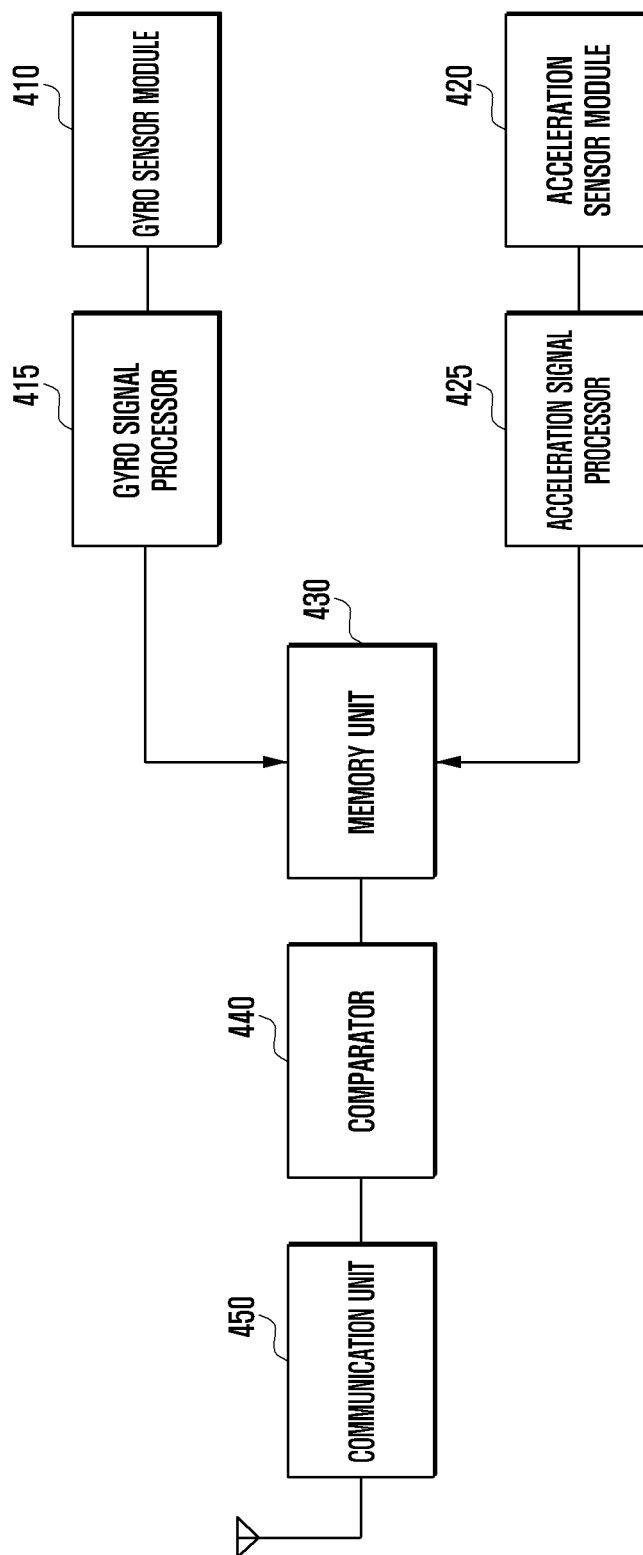 410
GYRO SENSOR MODULE
415
GYRO SIGNAL
PROCESSOR
420
ACCELERATION
SENSOR MODULE
425
ACCELERATION SIGNAL
PROCESSOR
430
MEMORY UNIT
440
COMPARATOR
450
COMMUNICATION UNIT